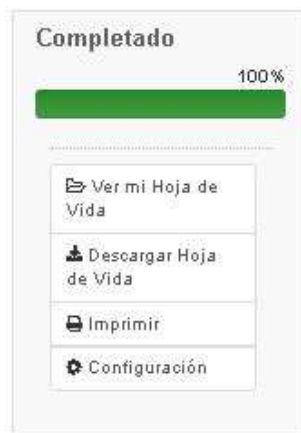 Completado
100%
Ver mi Hoja de
Vida
Descargar Hoja
de Vida
Imprimir
Configuración